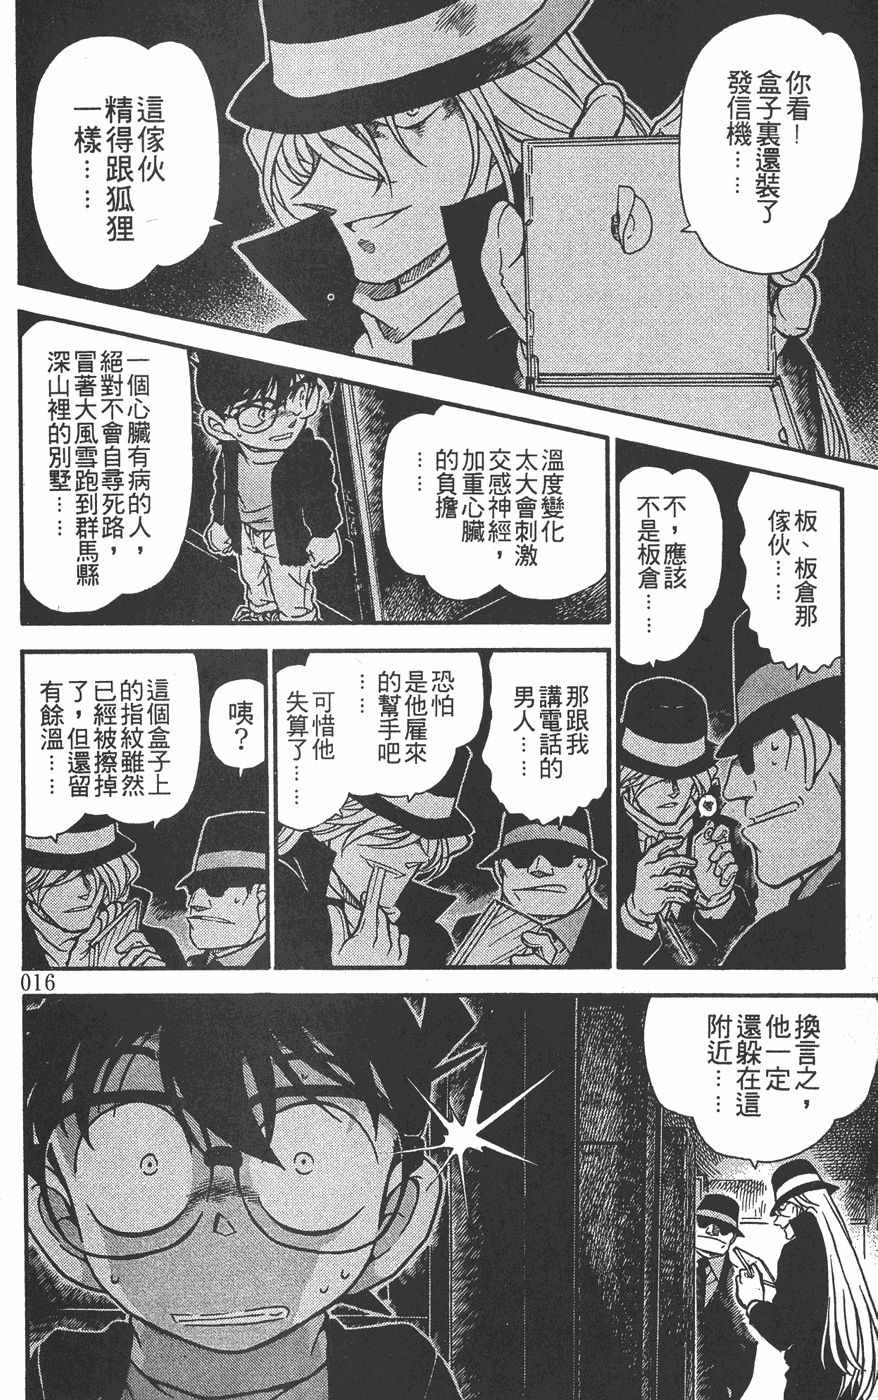 你看！
盒子裏還裝了
發信機……
這傢伙
精得跟狐狸
一樣……
板、板倉那
傢伙……
不，應該
不是板倉……
溫度變化
太大會刺激
交感神經，
加重心臟
的負擔
……
一個心臟有病的人，
絕對不會自尋死路，
冒著大風雪跑到群馬縣
深山裡的別墅……
那跟我
講電話的
男人……
恐怕
是他雇來
的幫手吧
……
可惜他
失算了……
咦？
這個盒子上
的指紋雖然
已經被擦掉
了，但還留
有餘溫……
016
換言之，
他一定
還躲在這
附近……